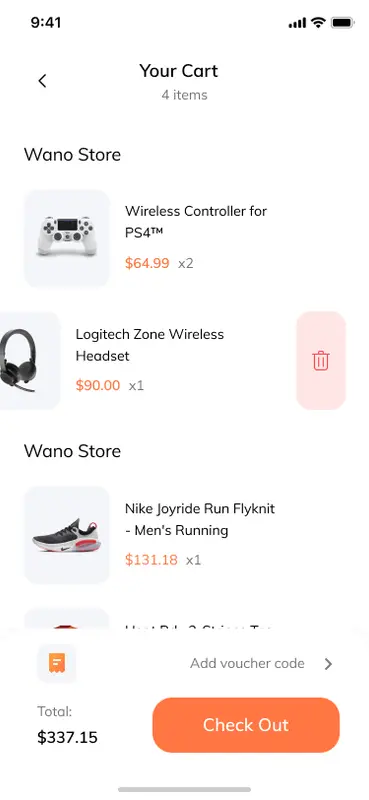 9:41
Your Cart
4 items
Wano Store
Wireless Controller for
PS4™
$64.99 x2
Logitech Zone Wireless
Headset
$90.00 x1
Wano Store
Nike Joyride Run Flyknit
- Men's Running
$131.18 x1
Add voucher code
Total:
$337.15
Check Out